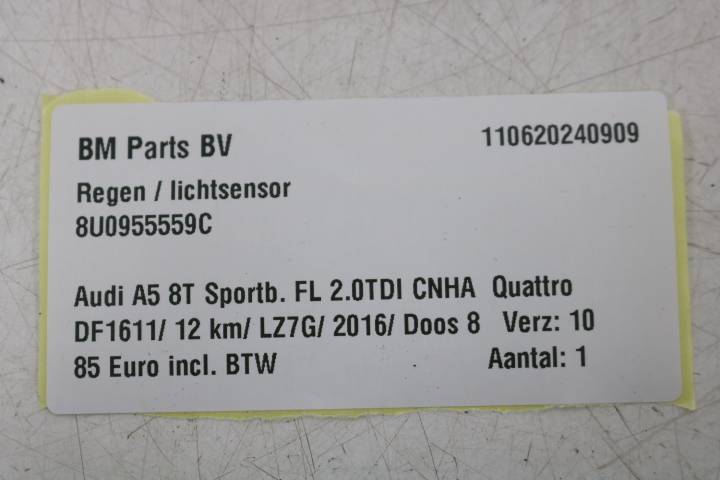 BM Parts BV 110620240909
Regen / lichtsensor
8U0955559C
Audi A5 8T Sportb. FL 2.0TDI CNHA Quattro
DF1611/ 12 km/ LZ7G/ 2016/ Doos 8 Verz: 10
85 Euro incl. BTW Aantal: 1